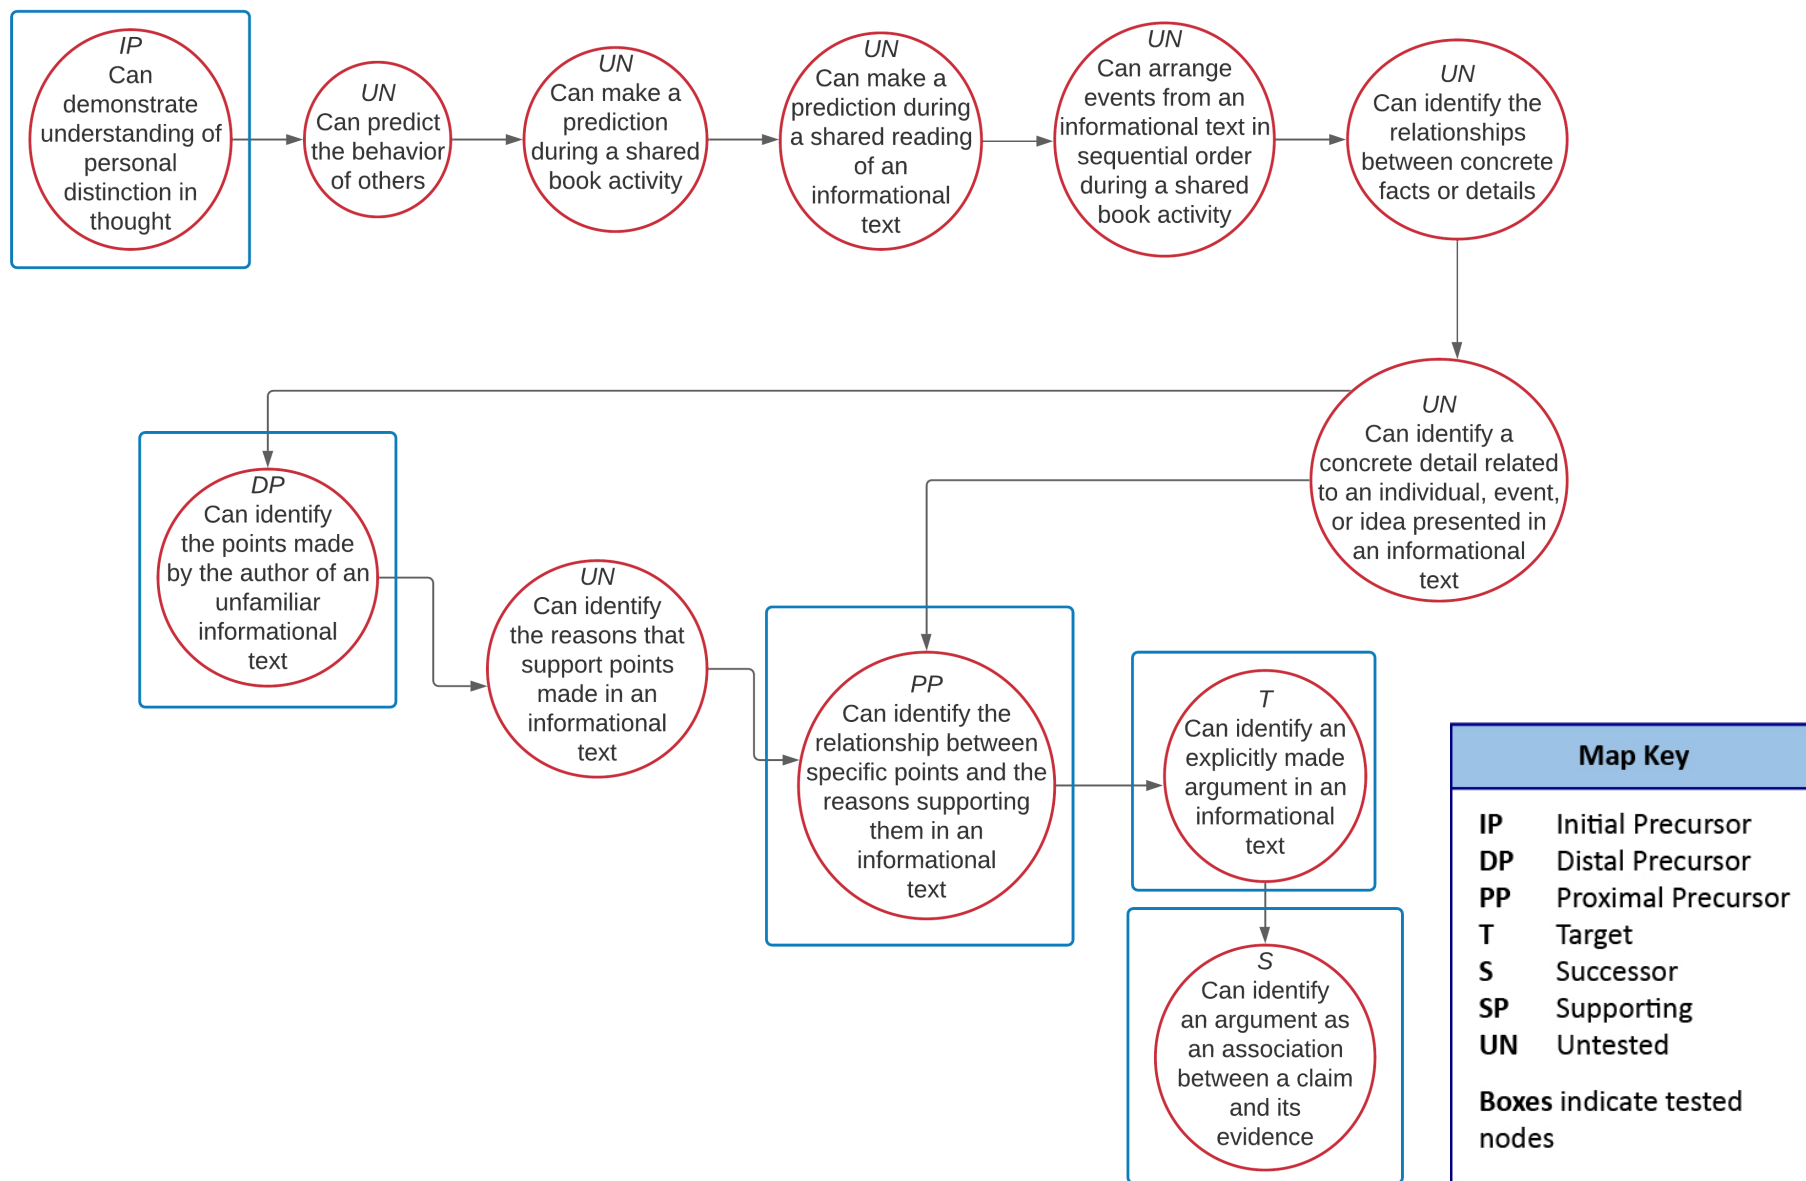 IP
Can
demonstrate
understanding of
personal
distinction in
thought
UN
Can predict
the behavior
of others
UN
Can make a
prediction
during a shared
book activity
UN
Can make a
prediction during
a shared reading
of an
informational
text
UN
Can arrange
events from an
informational text in
sequential order
during a shared
book activity
UN
Can identify the
relationships
between concrete
facts or details
UN
Can identify a
concrete detail related
to an individual, event,
or idea presented in
an informational
text
DP
Can identify
the points made
by the author of an
unfamiliar
informational
text
UN
Can identify
the reasons that
support points
made in an
informational
text
PP
Can identify the
relationship between
specific points and the
reasons supporting
them in an
informational
text
T
Can identify an
explicitly made
argument in an
informational
text
S
Can identify
an argument as
an association
between a claim
and its
evidence
Map Key
IP Initial Precursor
DP Distal Precursor
PP Proximal Precursor
T Target
S Successor
SP Supporting
UN Untested
Boxes indicate tested
nodes